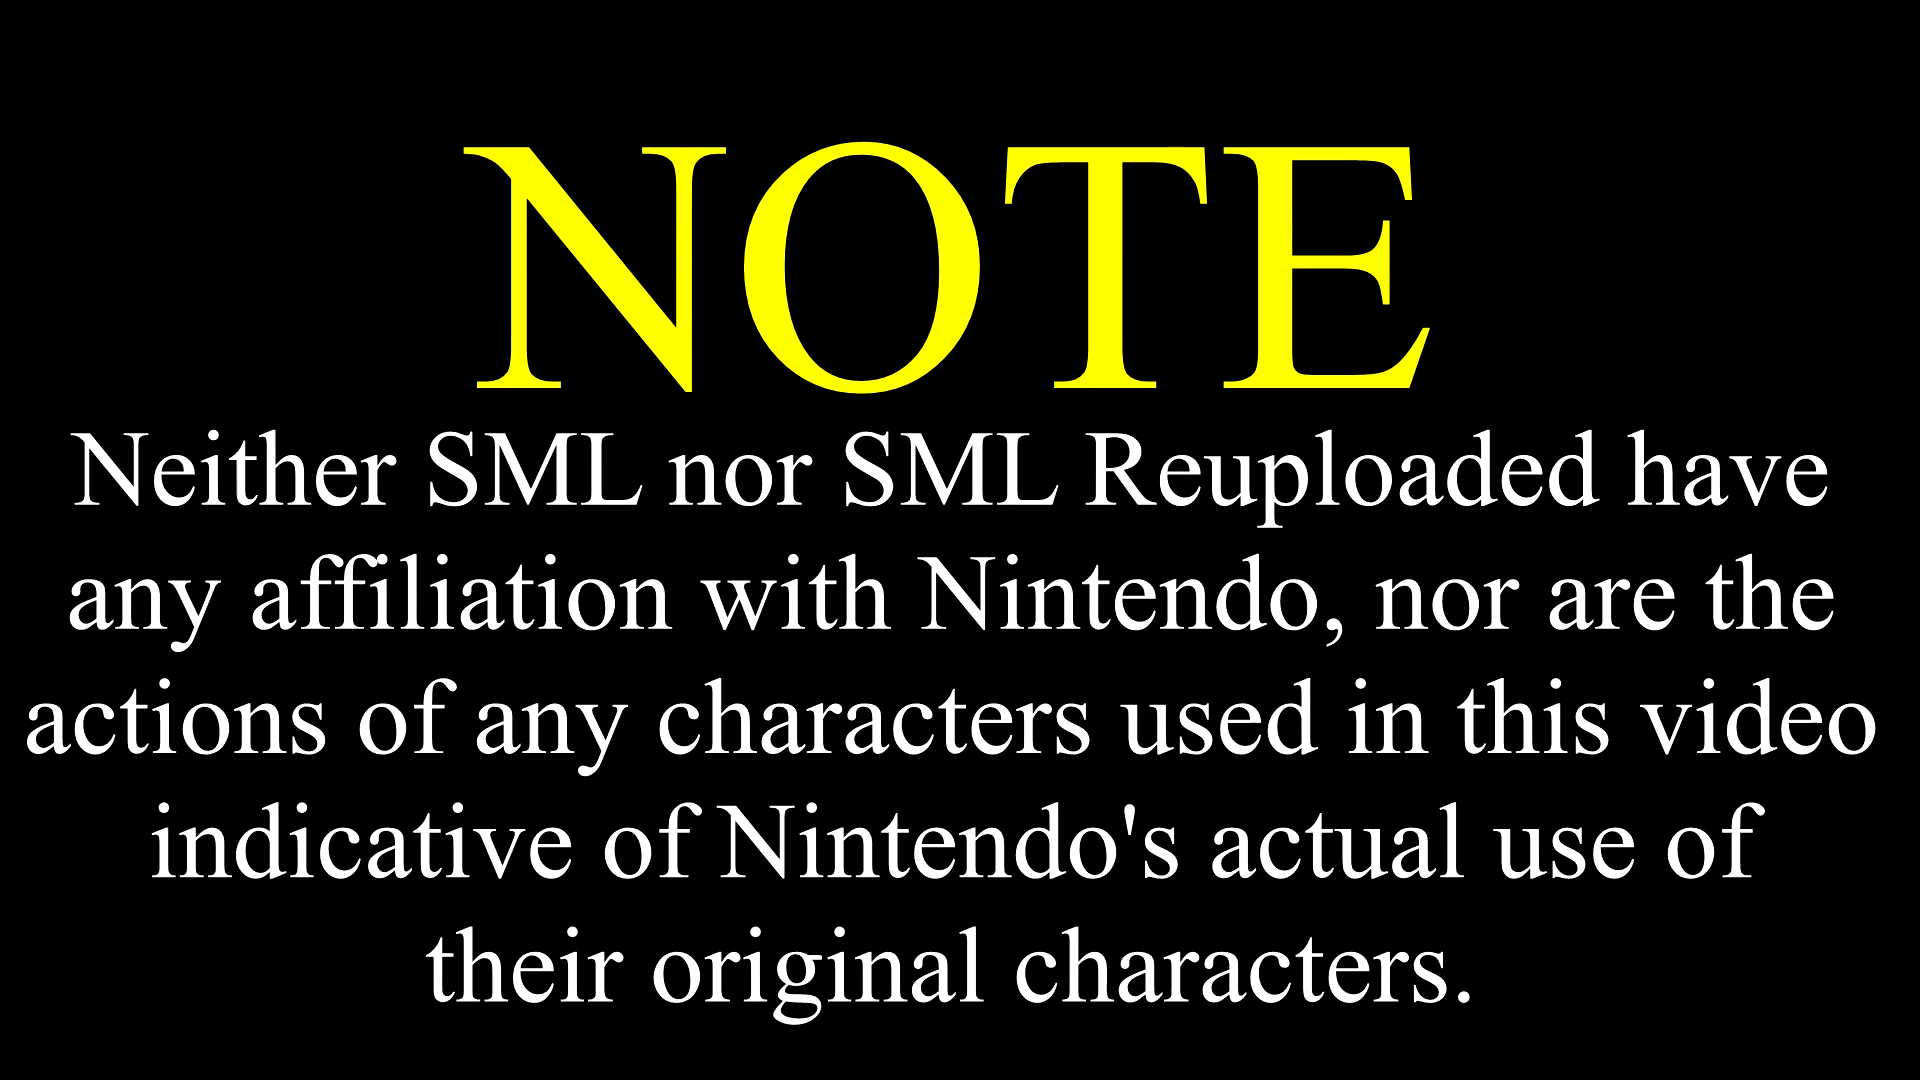 NOTE
Neither SML nor SML Reuploaded have
any affiliation with Nintendo, nor are the
actions of any characters used in this video
indicative of Nintendo's actual use of
their original characters.